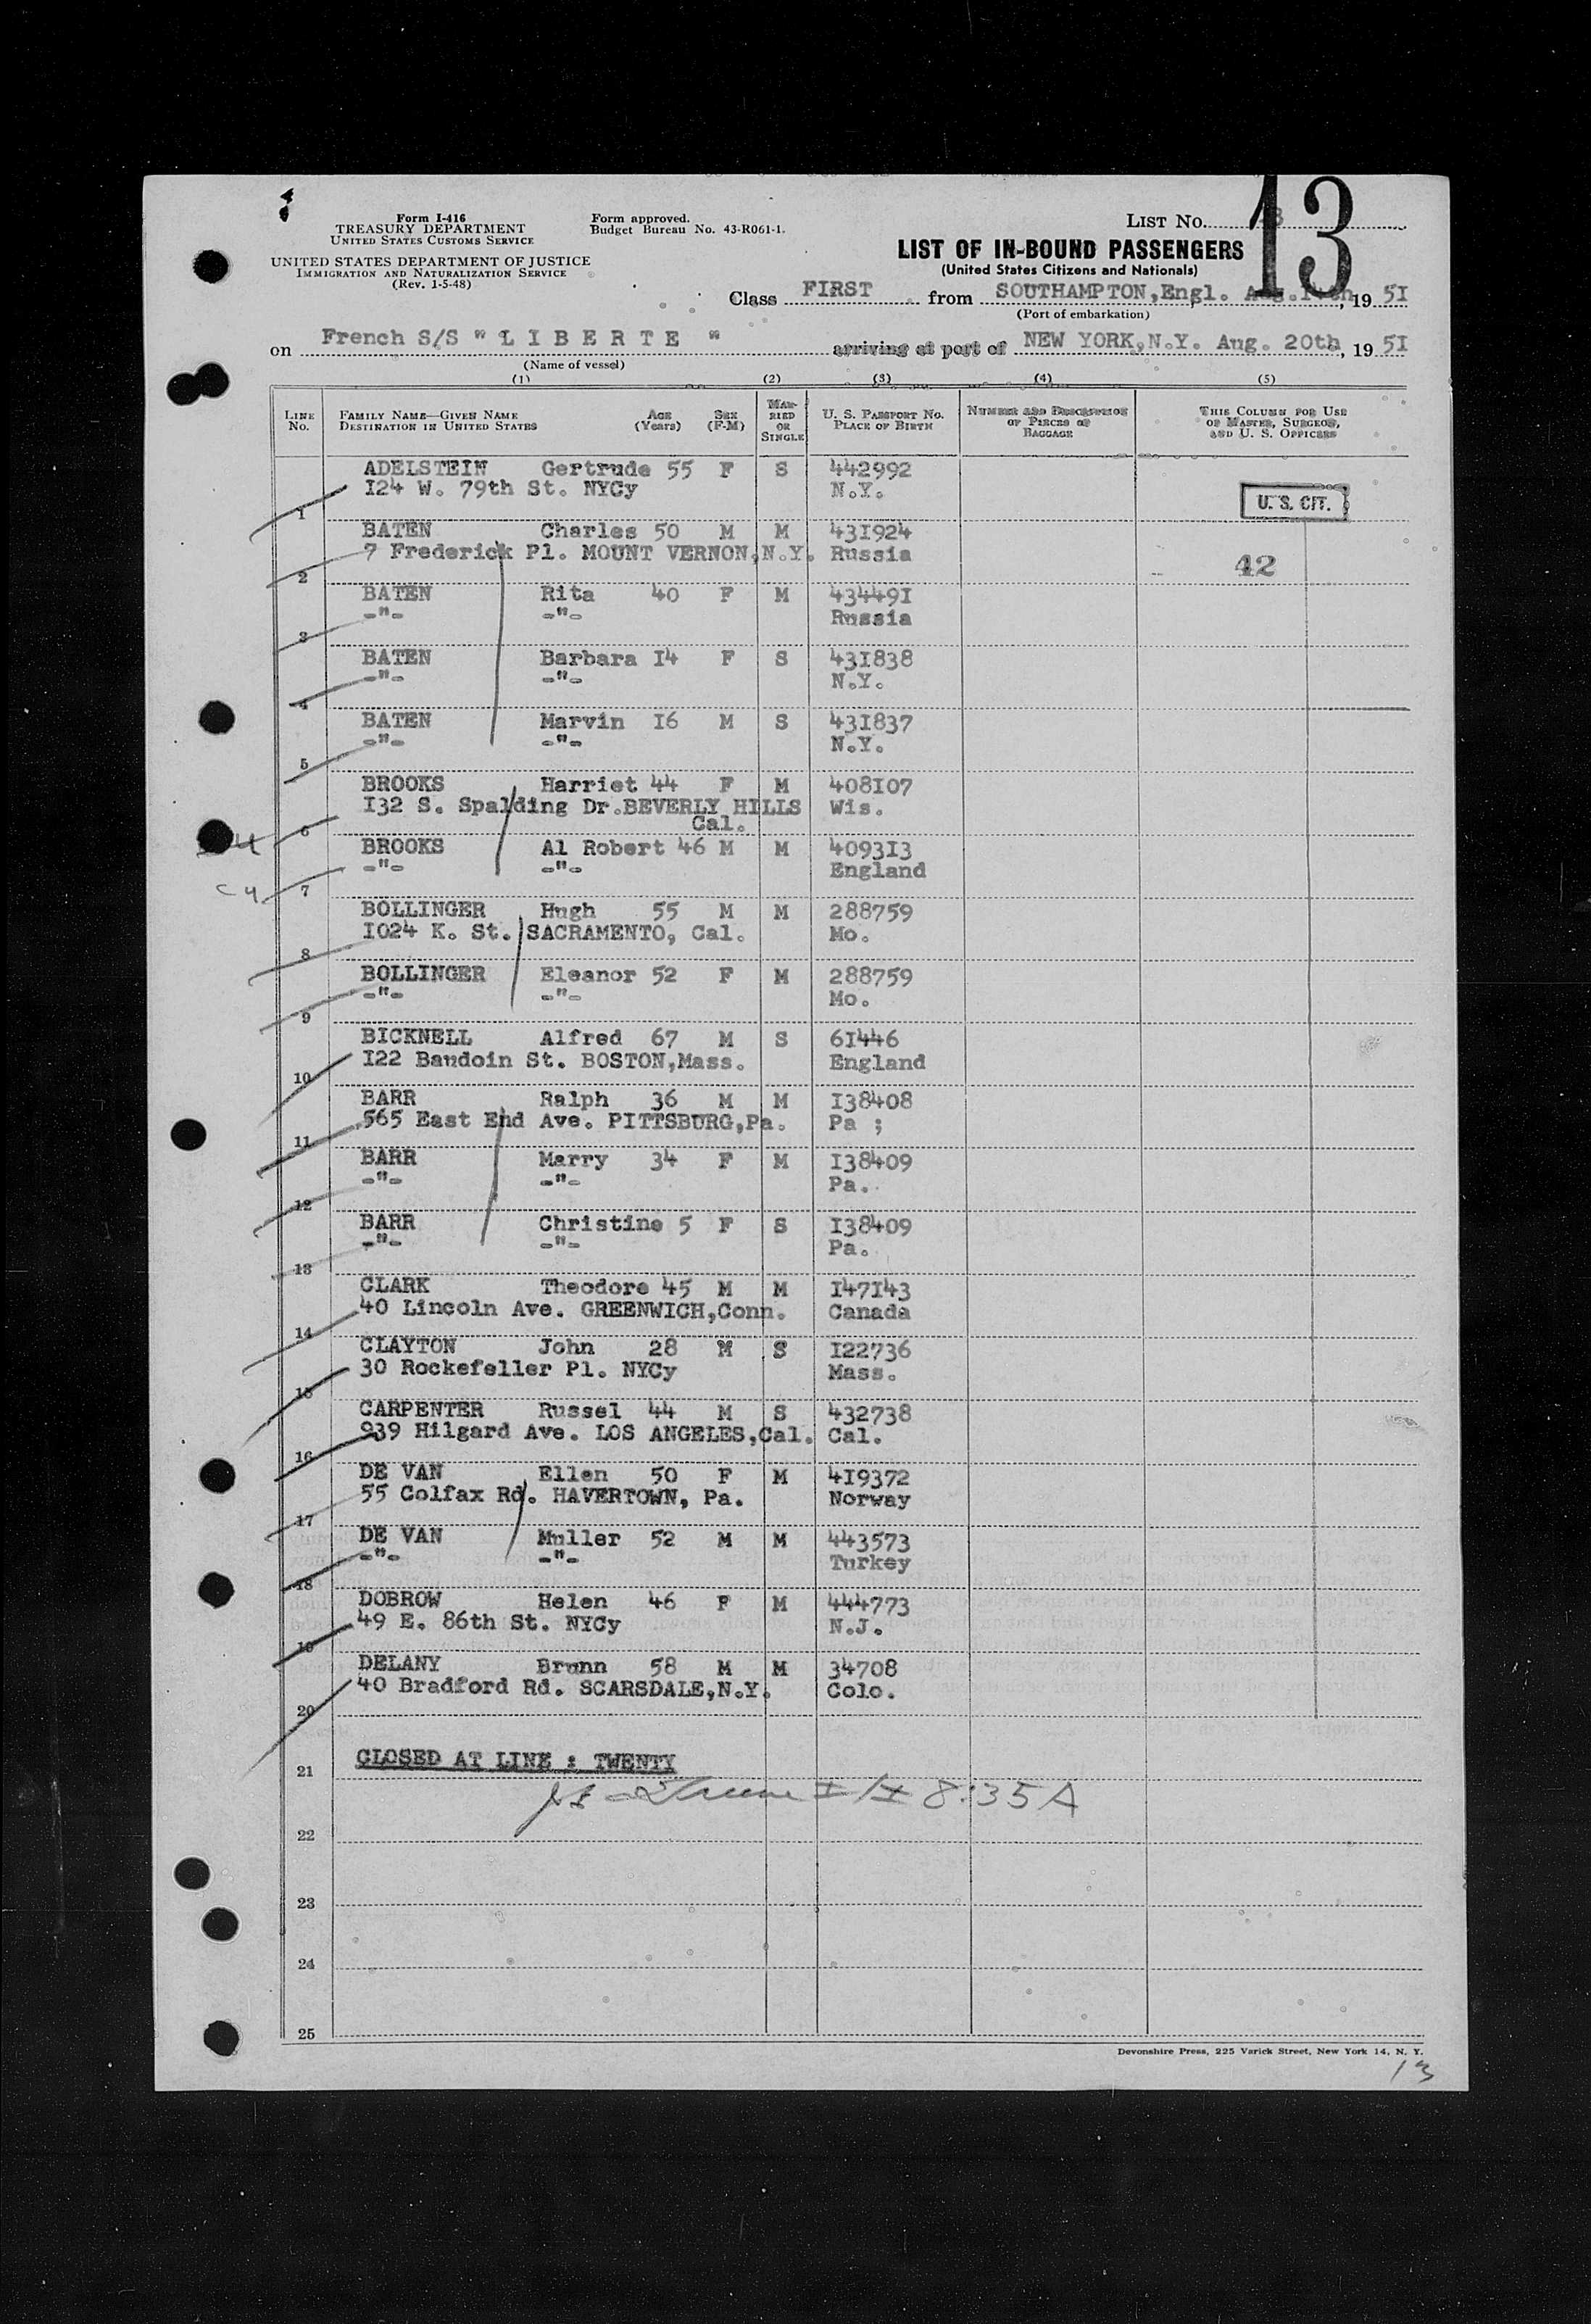 Form I-416
TREASURY DEPARTMENT
UNITED STATES CUSTOMS SERVICE
UNITED STATES DEPARTMENT OF JUSTICE
IMMIGRATION AND NATURALIZATION SERVICE
(Rev. 1-5-48)
Form approved.
Budget Bureau No. 43-R061-1.
LIST No. 13
LIST OF IN-BOUND PASSENGERS
(United States Citizens and Nationals)
Class FIRST from SOUTHAMPTON,Engl. , 19 5I
(Port of embarkation)
on French S/S "L I B E R T E " arriving at port of NEW YORK,N.Y. Aug. 20th, 19 5I
(Name of vessel)
(1) (2) (3) (4) (5)
LINE No. FAMILY NAME—GIVEN NAME DESTINATION IN UNITED STATES AGE (Years) SEX (F-M) MARRIED OR SINGLE U. S. PASSPORT NO. PLACE OF BIRTH NUMBER AND DESCRIPTION OF PIECES OF BAGGAGE THIS COLUMN FOR USE OF MASTER, SURGEON, AND U. S. OFFICERS
ADELSTEIN Gertrude 55 F S 442992
1 I24 W. 79th St. NYCy N.Y. U. S. CIT.
BATEN Charles 50 M M 43I924
2 7 Frederick Pl. MOUNT VERNON,N.Y. Russia 42
BATEN Rita 40 F M 43449I
3 -"- -"- Russia
BATEN Barbara I4 F S 43I838
4 -"- -"- N.Y.
BATEN Marvin I6 M S 43I837
5 -"- -"- N.Y.
BROOKS Harriet 44 F M 408I07
6 I32 S. Spalding Dr.BEVERLY HILLS Wis.
Cal.
BROOKS Al Robert 46 M M 4093I3
7 -"- -"- England
BOLLINGER Hugh 55 M M 288759
8 I024 K. St. SACRAMENTO, Cal. Mo.
BOLLINGER Eleanor 52 F M 288759
9 -"- -"- Mo.
BICKNELL Alfred 67 M S 6I446
10 I22 Baudoin St. BOSTON,Mass. England
BARR Ralph 36 M M I38408
11 565 East End Ave. PITTSBURG,Pa. Pa ;
BARR Marry 34 F M I38409
12 -"- -"- Pa.
BARR Christine 5 F S I38409
13 -"- -"- Pa.
CLARK Theodore 45 M M I47I43
14 40 Lincoln Ave. GREENWICH,Conn. Canada
CLAYTON John 28 M S I22736
15 30 Rockefeller Pl. NYCy Mass.
CARPENTER Russel 44 M S 432738
16 939 Hilgard Ave. LOS ANGELES,Cal. Cal.
DE VAN Ellen 50 F M 4I9372
17 55 Colfax Rd. HAVERTOWN, Pa. Norway
DE VAN Muller 52 M M 443573
18 -"- -"- Turkey
DOBROW Helen 46 F M 444773
19 49 E. 86th St. NYCy N.J.
DELANY Brunn 58 M M 34708
20 40 Bradford Rd. SCARSDALE,N.Y. Colo.
21 CLOSED AT LINE : TWENTY
8:35 A
22
23
24
25
Devonshire Press, 225 Varick Street, New York 14, N. Y.
13